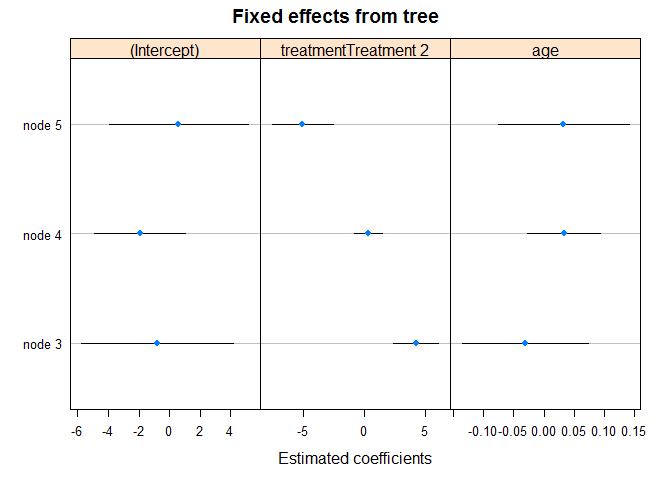 Fixed effects from tree
(Intercept) treatmentTreatment 2 age
node 5
node 4
node 3
-6 -4 -2 0 2 4 -5 0 5 -0.10 -0.05 0.00 0.05 0.10 0.15
Estimated coefficients